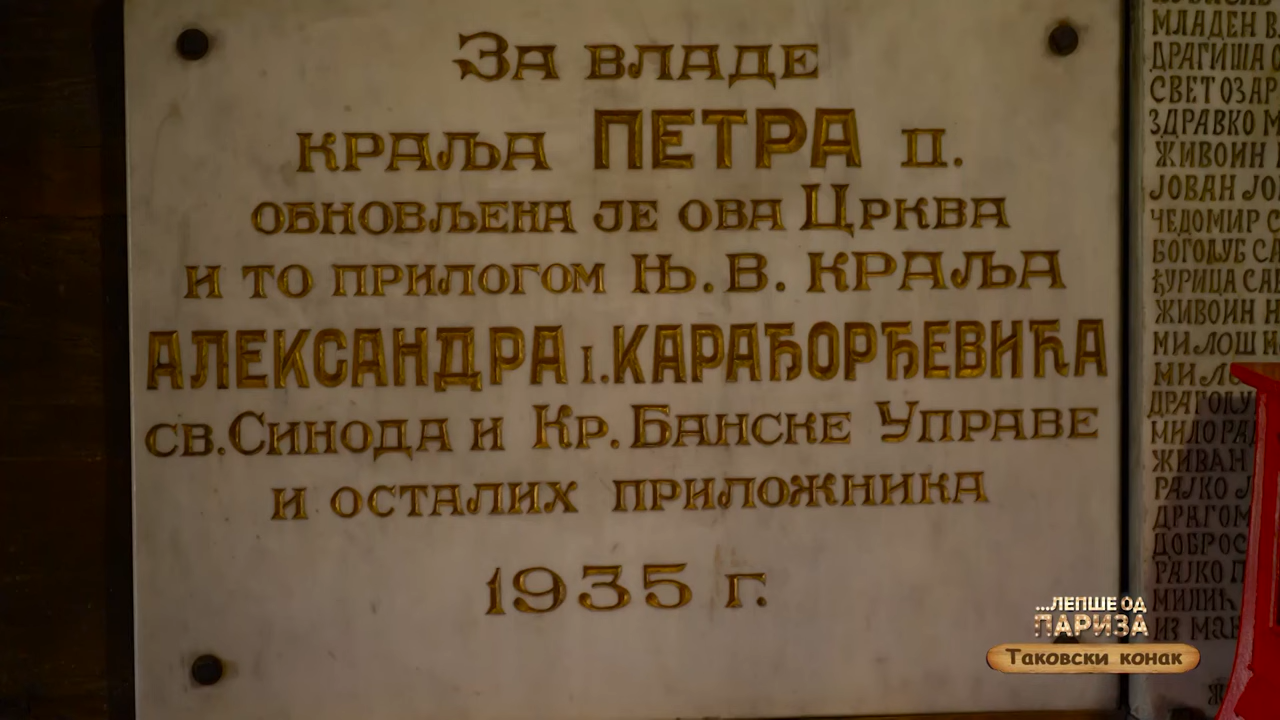 За владе
краља ПЕТРА II.
обновљена је ова Црква
и то прилогом Њ. В. краља
АЛЕКСАНДРА I. КАРАЂОРЂЕВИЋА
св. Синода и Кр. Банске Управе
и осталих приложника
1935 г.
МЛАДЕН
ДРАГИША
СВЕТОЗАР
ЗДРАВКО
ЖИВОИН
ЈОВАН
ЧЕДОМИР
БОГОЉУБ
ЂУРИЦА
ЖИВОИН
МИЛОШ
ЖИВАН
РАЈКО
РАЈКО
МИЛИЋ
ИЗ
...ЛЕПШЕ ОД
ПАРИЗА
Таковски конак